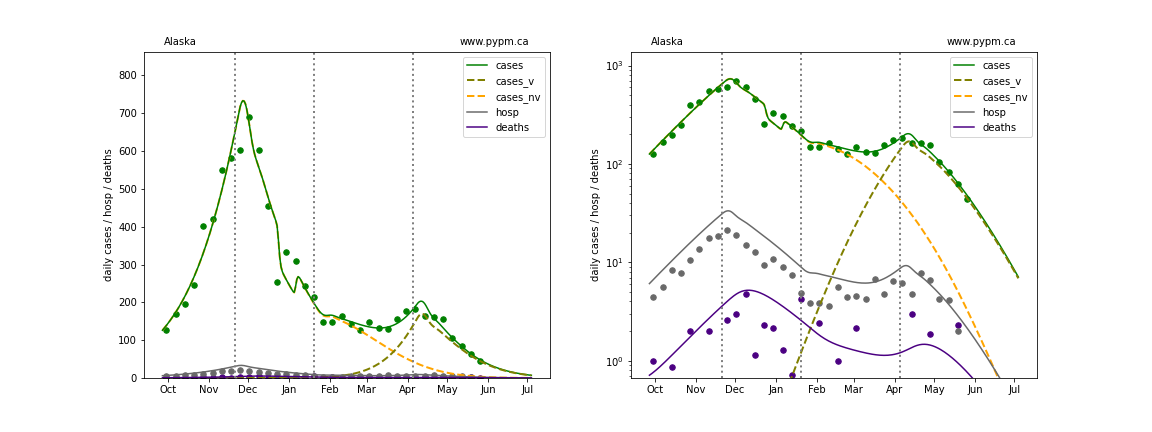 Alaska www.pypm.ca
cases
cases_v
cases_nv
hosp
deaths
daily cases / hosp / deaths
800
700
600
500
400
300
200
100
0
Oct Nov Dec Jan Feb Mar Apr May Jun Jul
Alaska www.pypm.ca
cases
cases_v
cases_nv
hosp
deaths
daily cases / hosp / deaths
10³
10²
10¹
10⁰
Oct Nov Dec Jan Feb Mar Apr May Jun Jul